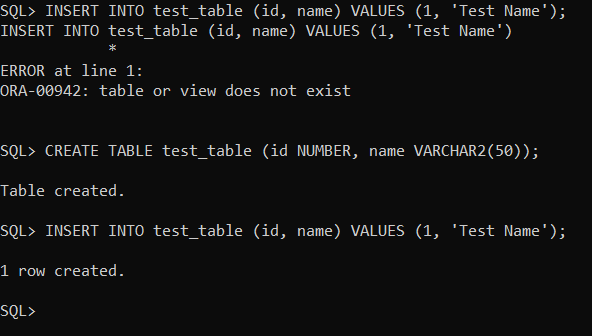 SQL> INSERT INTO test_table (id, name) VALUES (1, 'Test Name');
INSERT INTO test_table (id, name) VALUES (1, 'Test Name')
            *
ERROR at line 1:
ORA-00942: table or view does not exist
SQL> CREATE TABLE test_table (id NUMBER, name VARCHAR2(50));
Table created.
SQL> INSERT INTO test_table (id, name) VALUES (1, 'Test Name');
1 row created.
SQL>